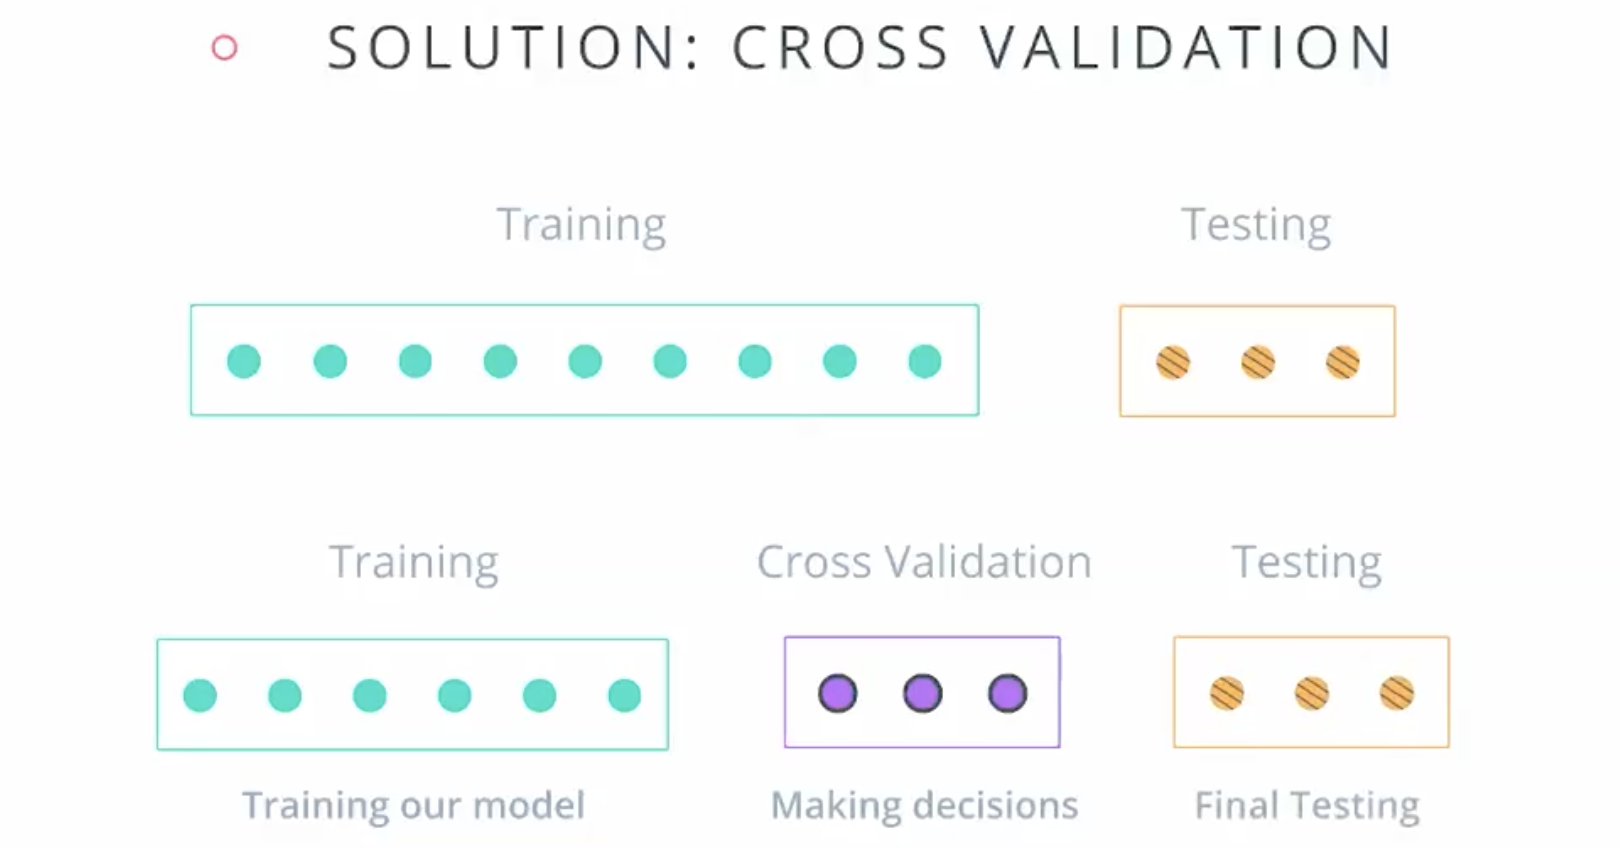 SOLUTION: CROSS VALIDATION
Training Testing
Training Cross Validation Testing
Training our model Making decisions Final Testing